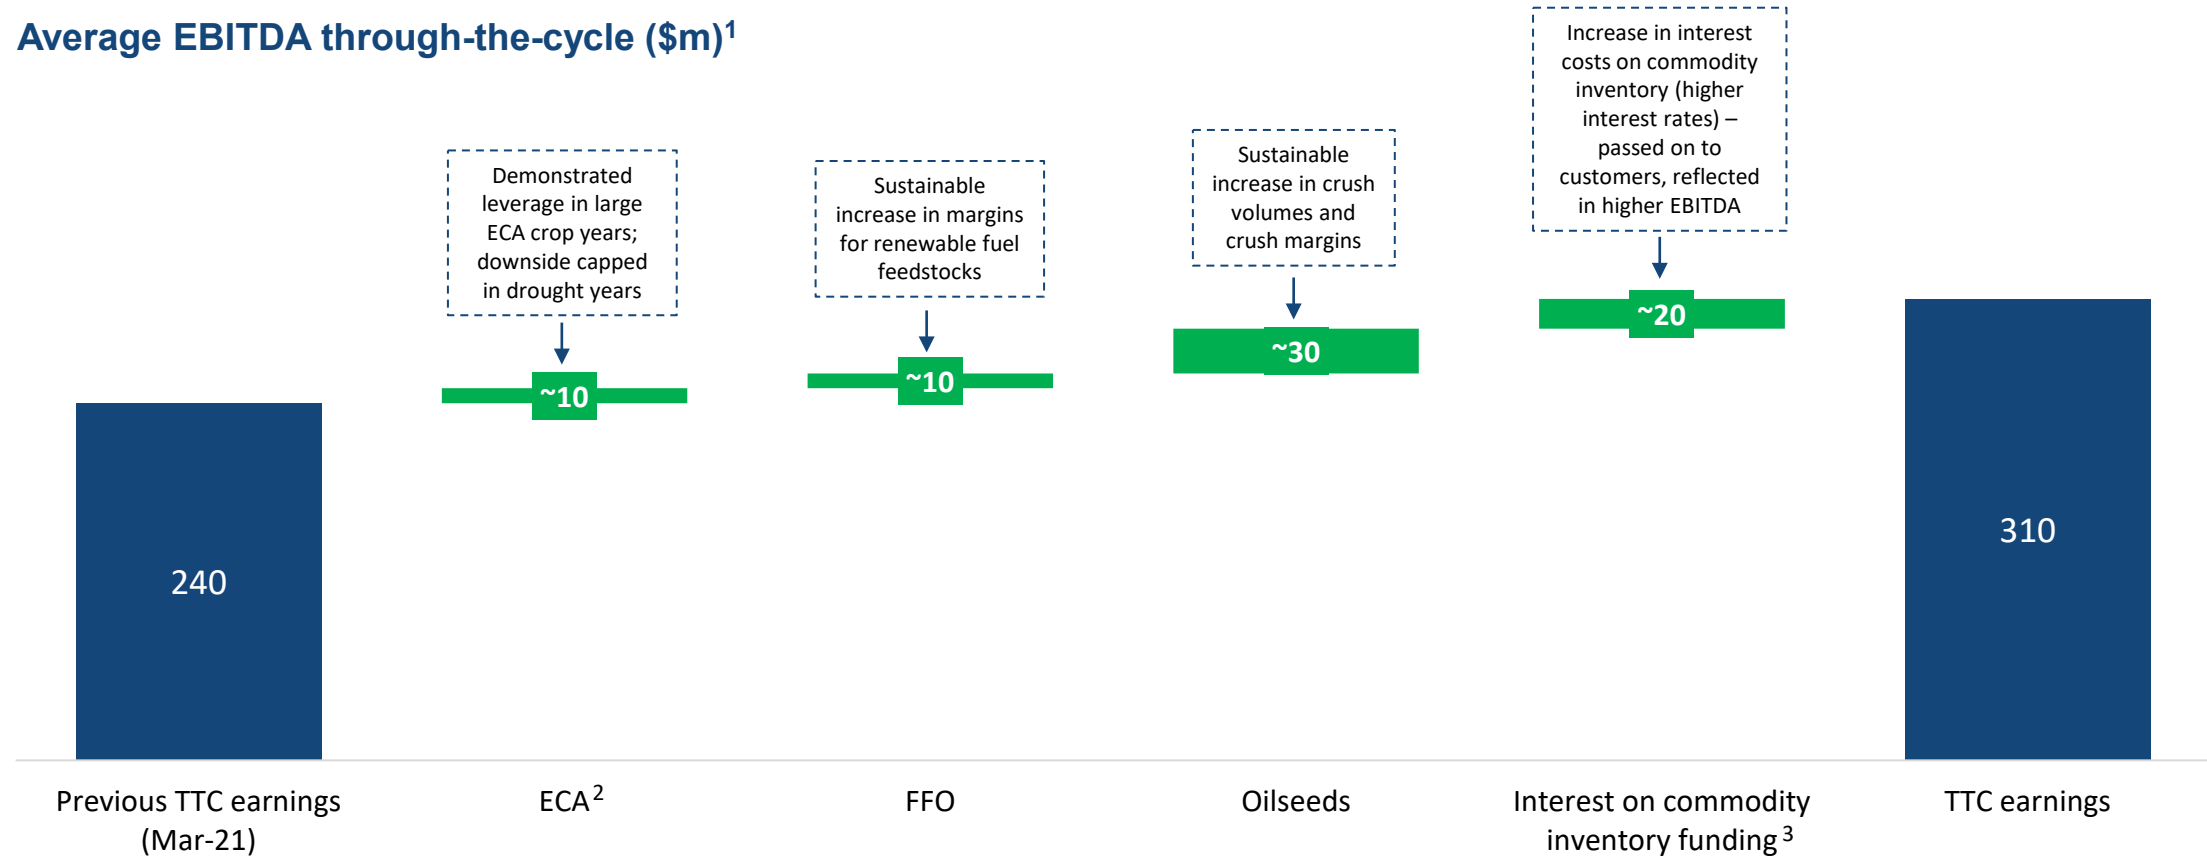 Average EBITDA through-the-cycle ($m)1
Demonstrated
leverage in large
ECA crop years;
downside capped
in drought years
Sustainable
increase in margins
for renewable fuel
feedstocks
Sustainable
increase in crush
volumes and
crush margins
Increase in interest
costs on commodity
inventory (higher
interest rates) –
passed on to
customers, reflected
in higher EBITDA
240
~10
~10
~30
~20
310
Previous TTC earnings
(Mar-21)
ECA2
FFO
Oilseeds
Interest on commodity
inventory funding3
TTC earnings